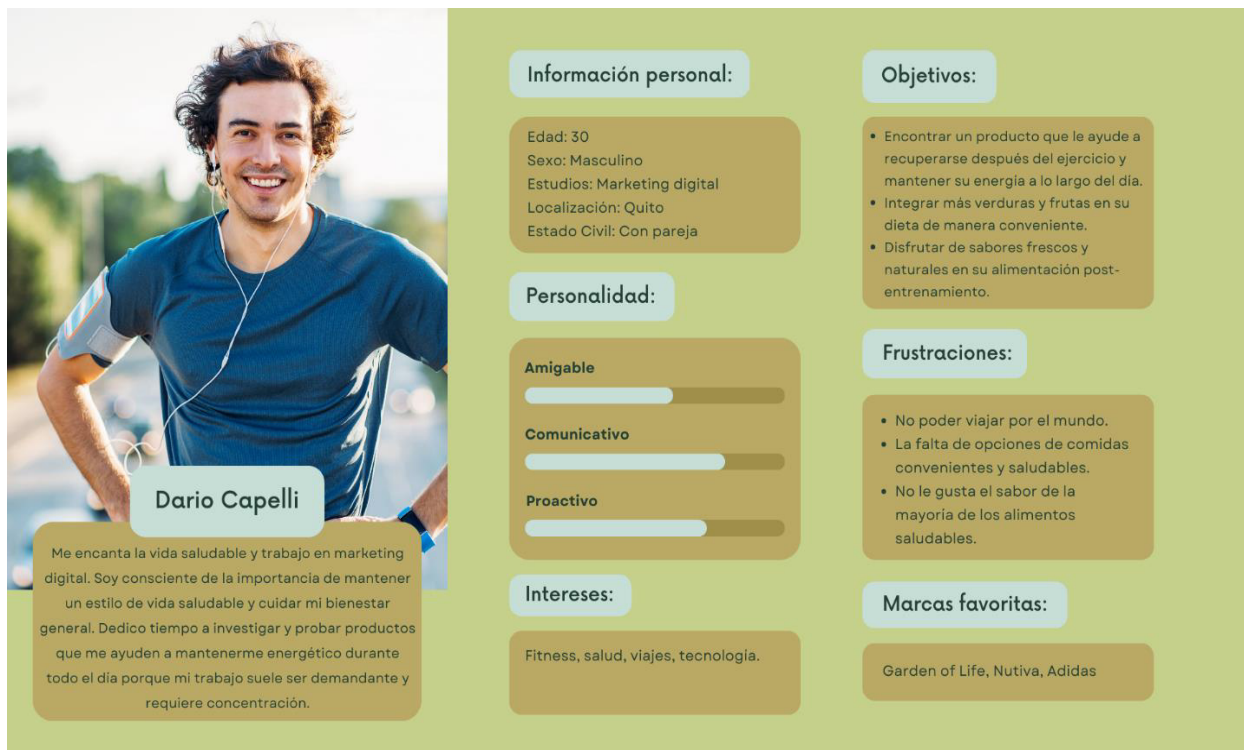 Dario Capelli
Me encanta la vida saludable y trabajo en marketing
digital. Soy consciente de la importancia de mantener
un estilo de vida saludable y cuidar mi bienestar
general. Dedico tiempo a investigar y probar productos
que me ayuden a mantenerme energético durante
todo el día porque mi trabajo suele ser demandante y
requiere concentración.
Información personal:
Edad: 30
Sexo: Masculino
Estudios: Marketing digital
Localización: Quito
Estado Civil: Con pareja
Personalidad:
Amigable
Comunicativo
Proactivo
Intereses:
Fitness, salud, viajes, tecnología.
Objetivos:
• Encontrar un producto que le ayude a
recuperarse después del ejercicio y
mantener su energía a lo largo del día.
• Integrar más verduras y frutas en su
dieta de manera conveniente.
• Disfrutar de sabores frescos y
naturales en su alimentación post-
entrenamiento.
Frustraciones:
• No poder viajar por el mundo.
• La falta de opciones de comidas
convenientes y saludables.
• No le gusta el sabor de la
mayoría de los alimentos
saludables.
Marcas favoritas:
Garden of Life, Nutiva, Adidas